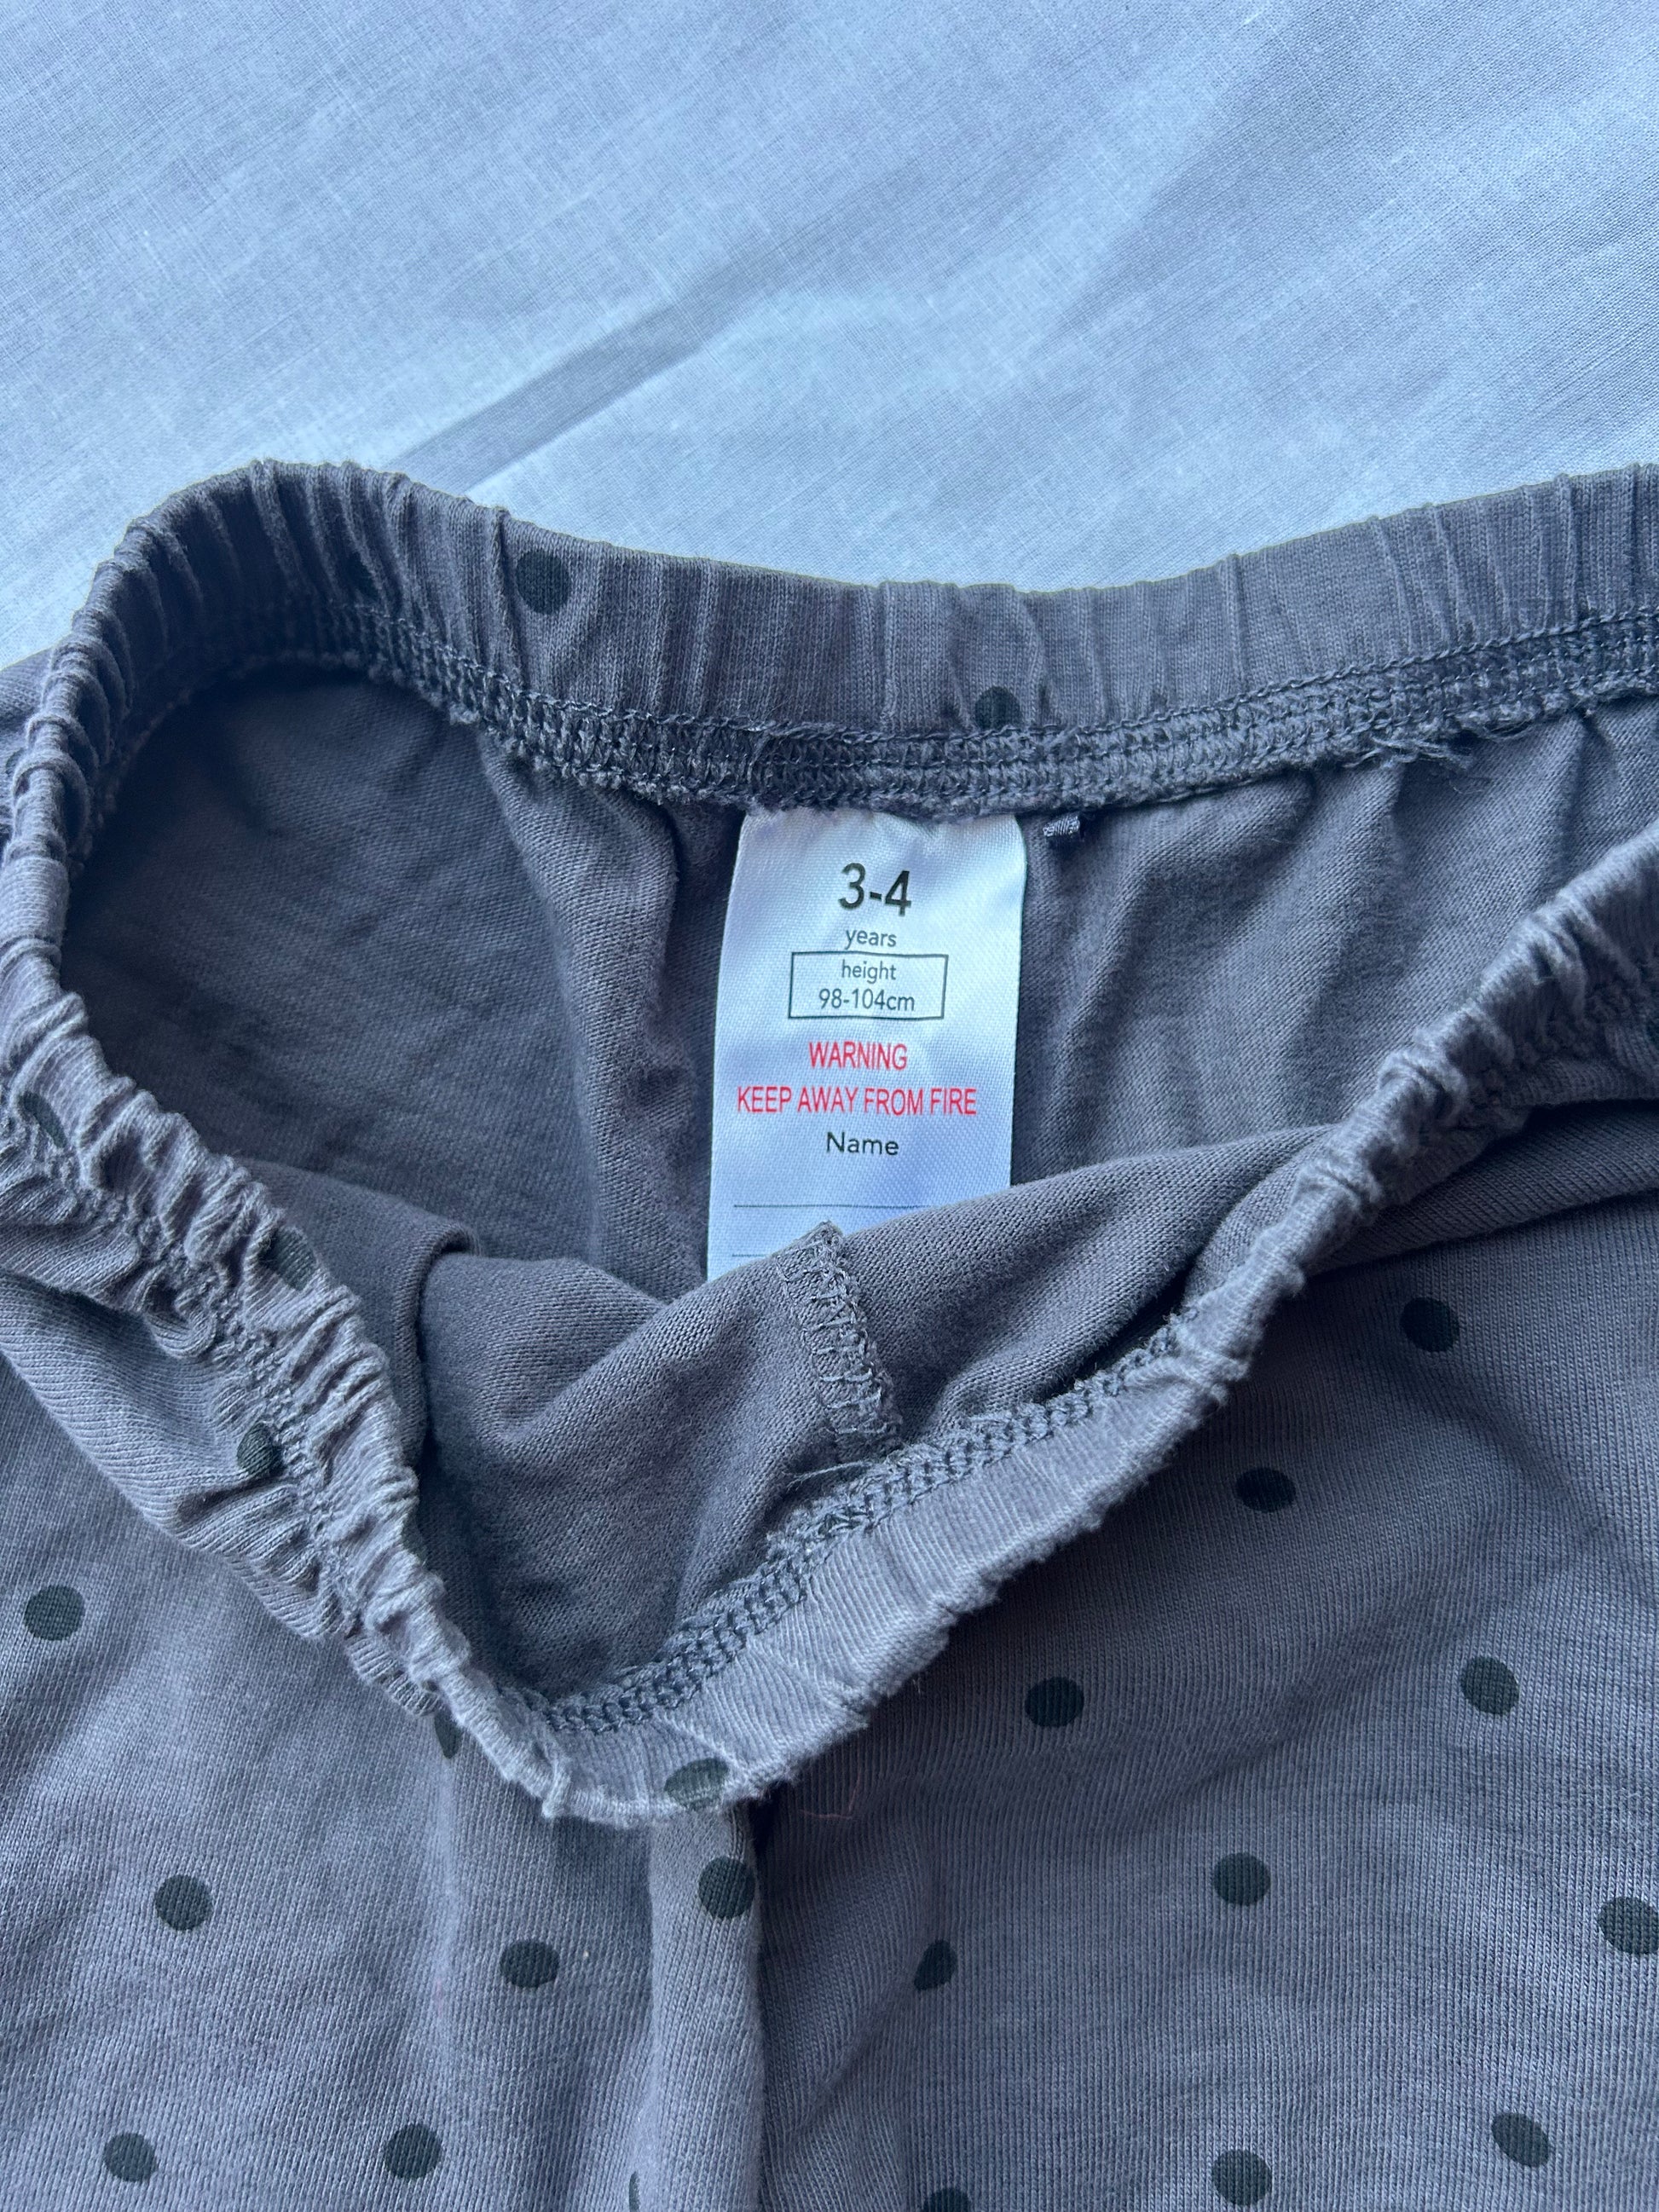 3-4
years
height
98-104cm
WARNING
KEEP AWAY FROM FIRE
Name